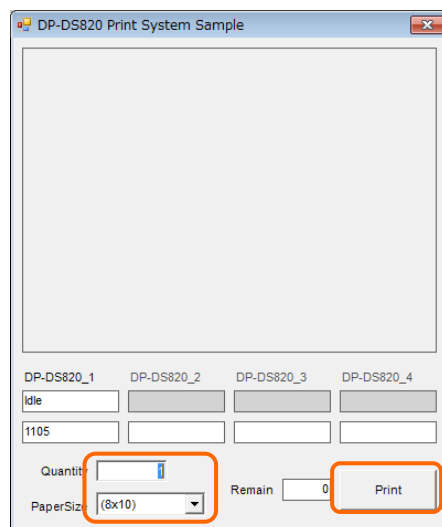 DP-DS820 Print System Sample
DP-DS820_1 DP-DS820_2 DP-DS820_3 DP-DS820_4
Idle
1105
Quantity 1
Remain 0 Print
PaperSize (8x10)